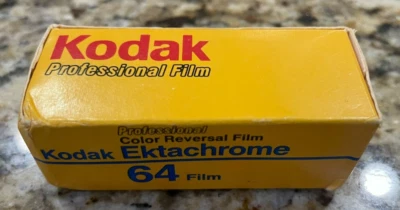 Kodak
Professional Film
Professional
Color Reversal Film
Kodak Ektachrome
64 Film